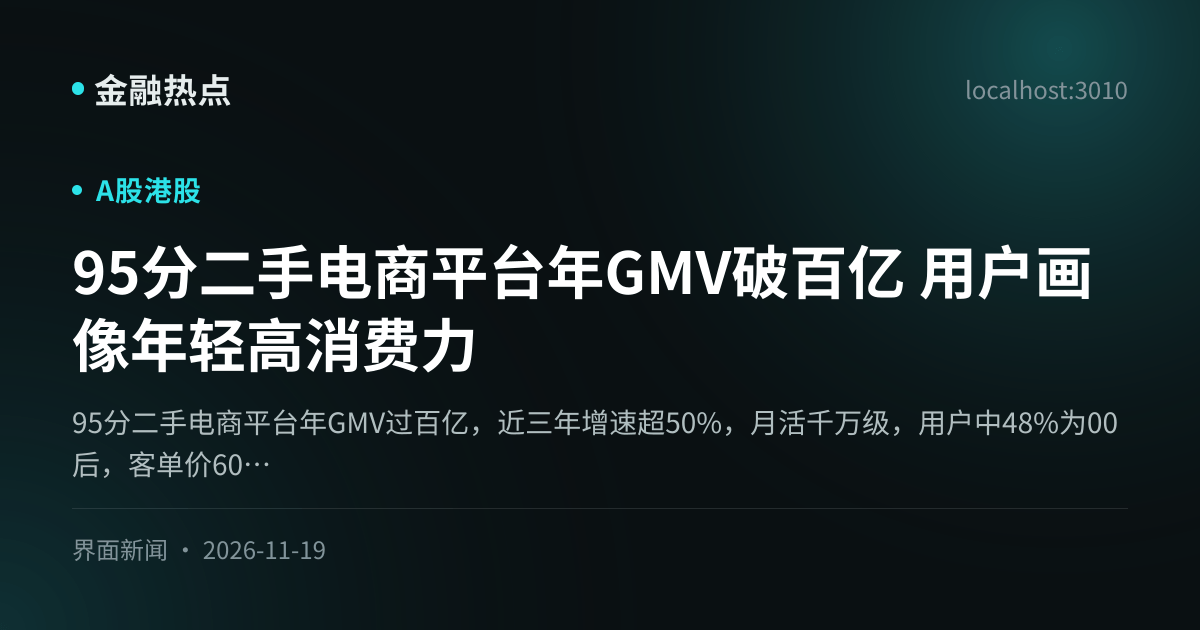 金融热点
localhost:3010
A股港股
95分二手电商平台年GMV破百亿 用户画
像年轻高消费力
95分二手电商平台年GMV过百亿，近三年增速超50%，月活千万级，用户中48%为00
后，客单价60…
界面新闻 · 2026-11-19